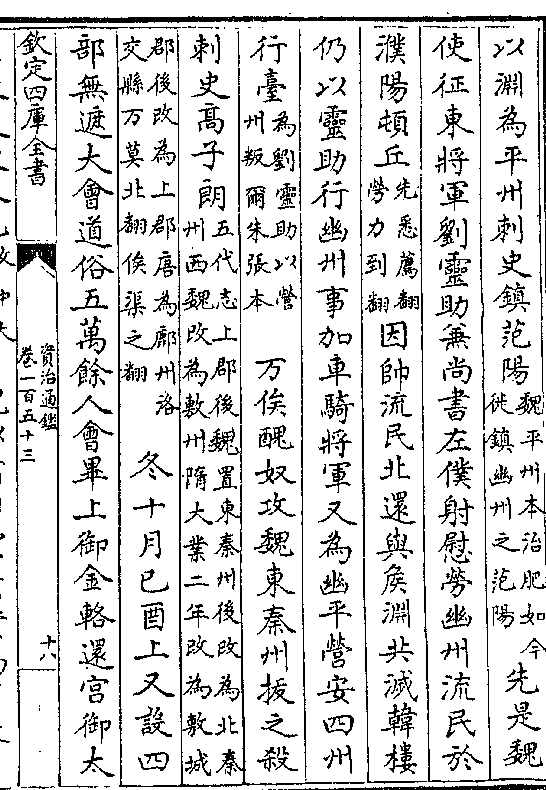 以淵為平州刺史鎮范陽魏平州本治肥如今徙鎮幽州之范陽先是魏
使征東將軍劉靈助兼尚書左僕射慰勞幽州流民於
濮陽頓丘先悉薦翻勞力到翻因帥流民北還與侯淵共滅韓樓
仍以靈助行幽州事加車騎將軍又為幽平營安四州
行臺為劉靈助以營州叛爾朱張本 万俟醜奴攻魏東秦州拔之殺
刺史高子朗五代志上郡後魏置東秦州後改為北秦州西魏改為敷州隋大業二年改為敷城
郡後改為上郡唐為鄜州洛交縣万莫北翻俟渠之翻 冬十月己酉上又設四
部無遮大會道俗五萬餘人會畢上御金輅還宮御太
欽定四庫全書
資治通鑑
卷一百五十三
十八